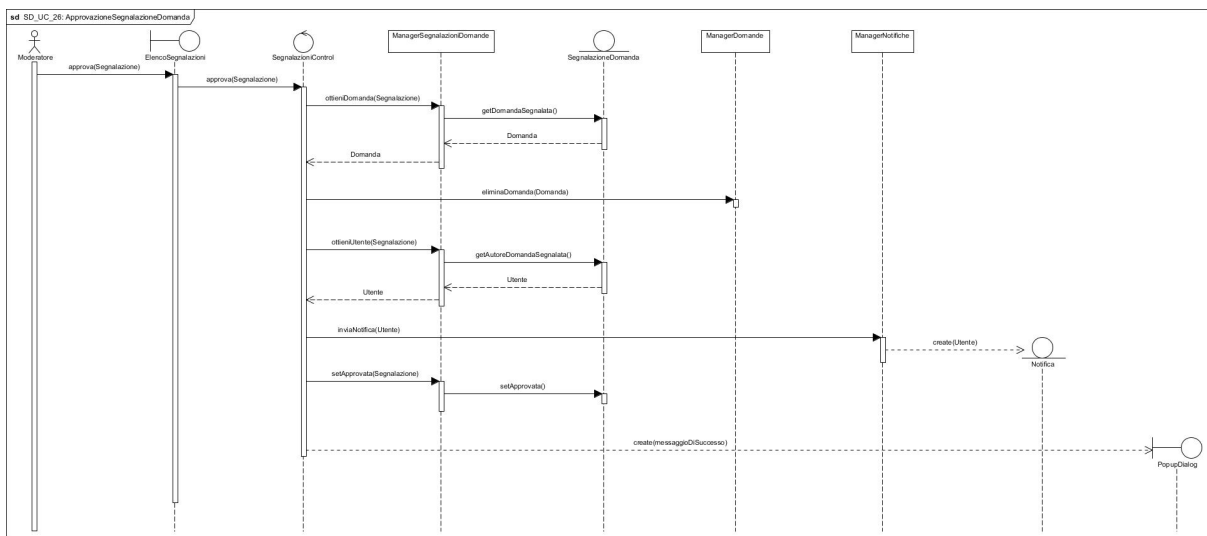 sd SD_UC_26: ApprovazioneSegnalazioneDomanda
Moderatore
ElencoSegnalazioni
SegnalazioniControl
ManagerSegnalazioniDomande
SegnalazioneDomanda
ManagerDomande
ManagerNotifiche
approva(Segnalazione)
approva(Segnalazione)
ottieniDomanda(Segnalazione)
getDomandaSegnalata()
Domanda
Domanda
eliminaDomanda(Domanda)
ottieniUtente(Segnalazione)
getAutoreDomandaSegnalata()
Utente
Utente
inviaNotifica(Utente)
create(Utente)
Notifica
setApprovata(Segnalazione)
setApprovata()
create(messaggioDiSuccesso)
PopupDialog